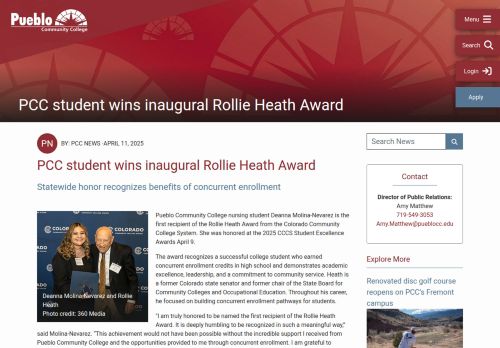 Pueblo
Community College
Menu
Search
Login
Apply
PCC student wins inaugural Rollie Heath Award
PN
BY: PCC NEWS · APRIL 11, 2025
PCC student wins inaugural Rollie Heath Award
Statewide honor recognizes benefits of concurrent enrollment
COLORADO
Deanna Molina-Nevarez and Rollie
Heath
Photo credit: 360 Media
Pueblo Community College nursing student Deanna Molina-Nevarez is the
first recipient of the Rollie Heath Award from the Colorado Community
College System. She was honored at the 2025 CCCS Student Excellence
Awards April 9.
The award recognizes a successful college student who earned
concurrent enrollment credits in high school and demonstrates academic
excellence, leadership, and a commitment to community service. Heath is
a former Colorado state senator and former chair of the State Board for
Community Colleges and Occupational Education. Throughout his career,
he focused on building concurrent enrollment pathways for students.
"I am truly honored to be named the first recipient of the Rollie Heath
Award. It is deeply humbling to be recognized in such a meaningful way,"
said Molina-Nevarez. "This achievement would not have been possible without the incredible support I received from
Pueblo Community College and the opportunities provided to me through concurrent enrollment. I am grateful to
Search News
Contact
Director of Public Relations:
Amy Matthew
719-549-3053
Amy.Matthew@pueblocc.edu
Explore More
Renovated disc golf course
reopens on PCC's Fremont
campus